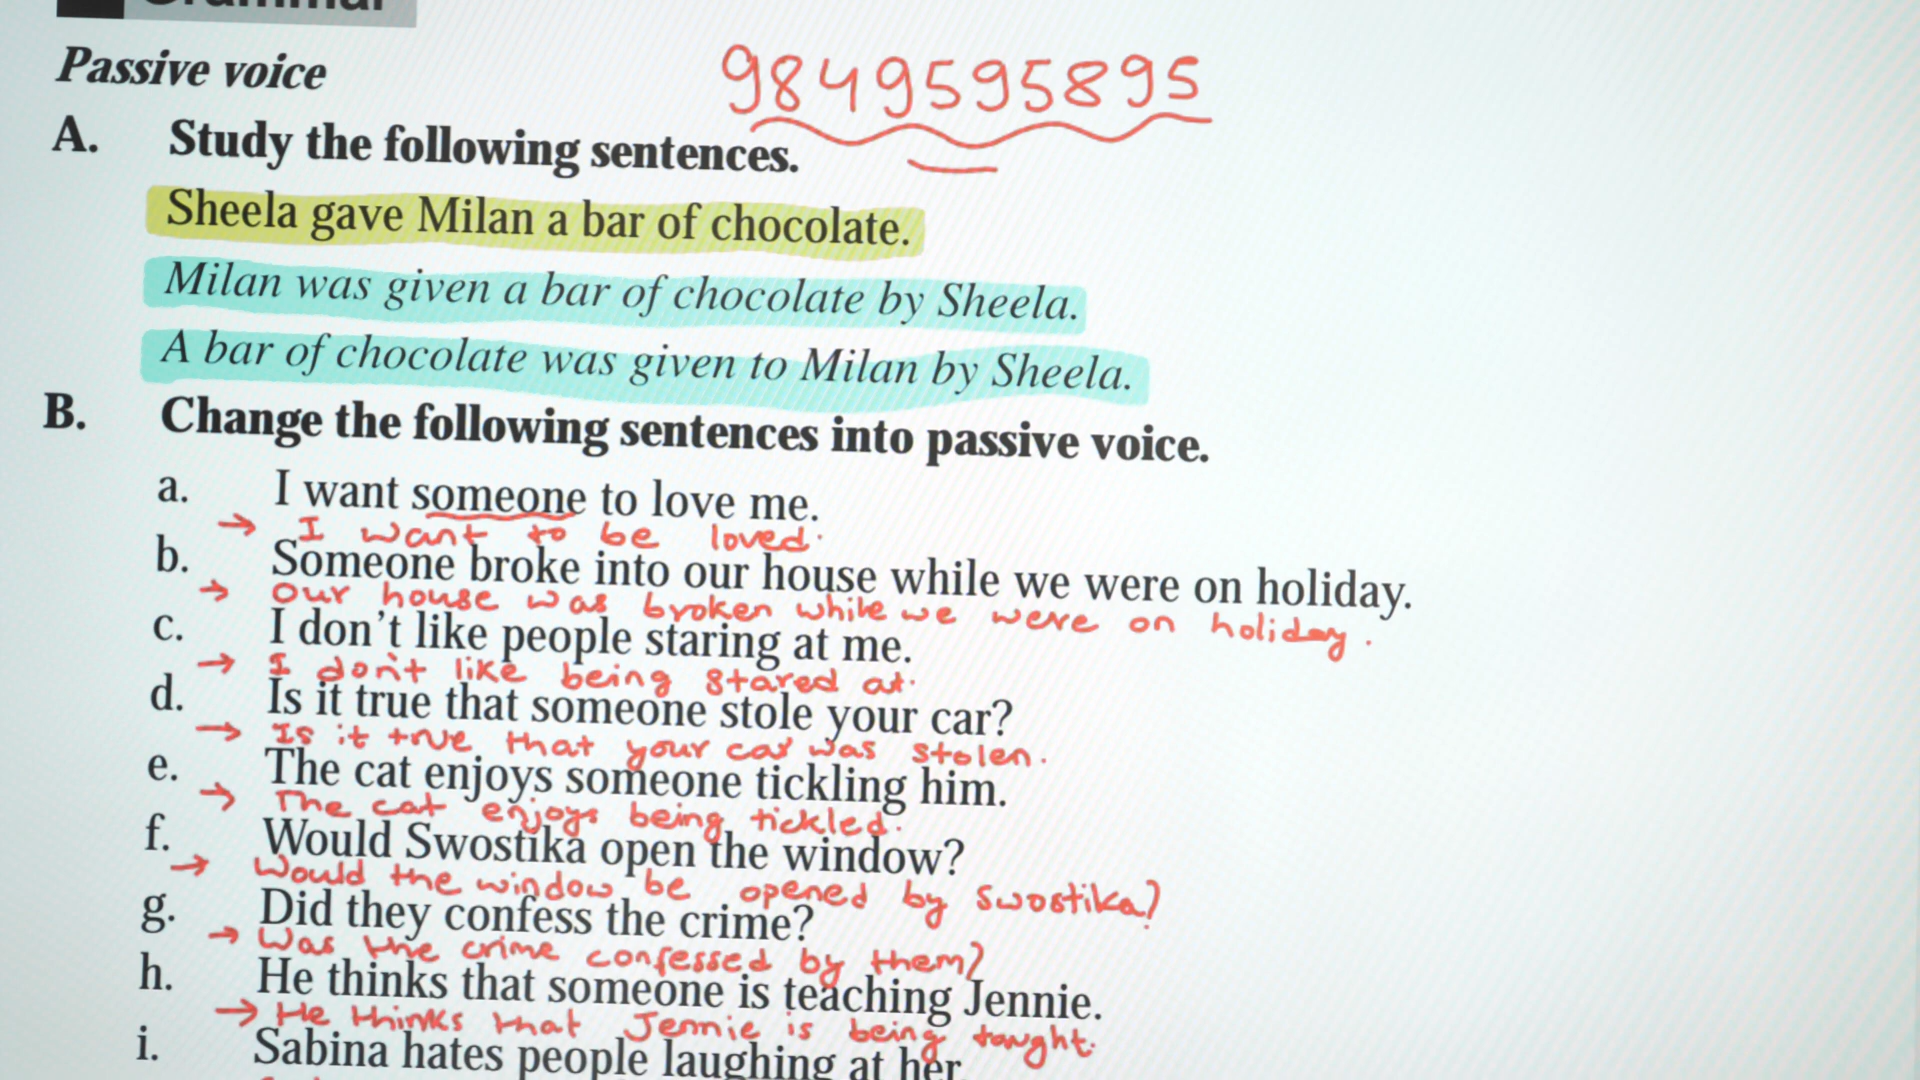 Grammar
Passive voice
9849595895
A. Study the following sentences.
Sheela gave Milan a bar of chocolate.
Milan was given a bar of chocolate by Sheela.
A bar of chocolate was given to Milan by Sheela.
B. Change the following sentences into passive voice.
a. I want someone to love me.
→ I want to be loved.
b. Someone broke into our house while we were on holiday.
→ Our house was broken while we were on holiday.
c. I don't like people staring at me.
→ I don't like being stared at.
d. Is it true that someone stole your car?
→ Is it true that your car was stolen.
e. The cat enjoys someone tickling him.
→ The cat enjoys being tickled.
f. Would Swostika open the window?
→ Would the window be opened by Swostika?
g. Did they confess the crime?
→ Was the crime confessed by them?
h. He thinks that someone is teaching Jennie.
→ He thinks that Jennie is being taught.
i. Sabina hates people laughing at her